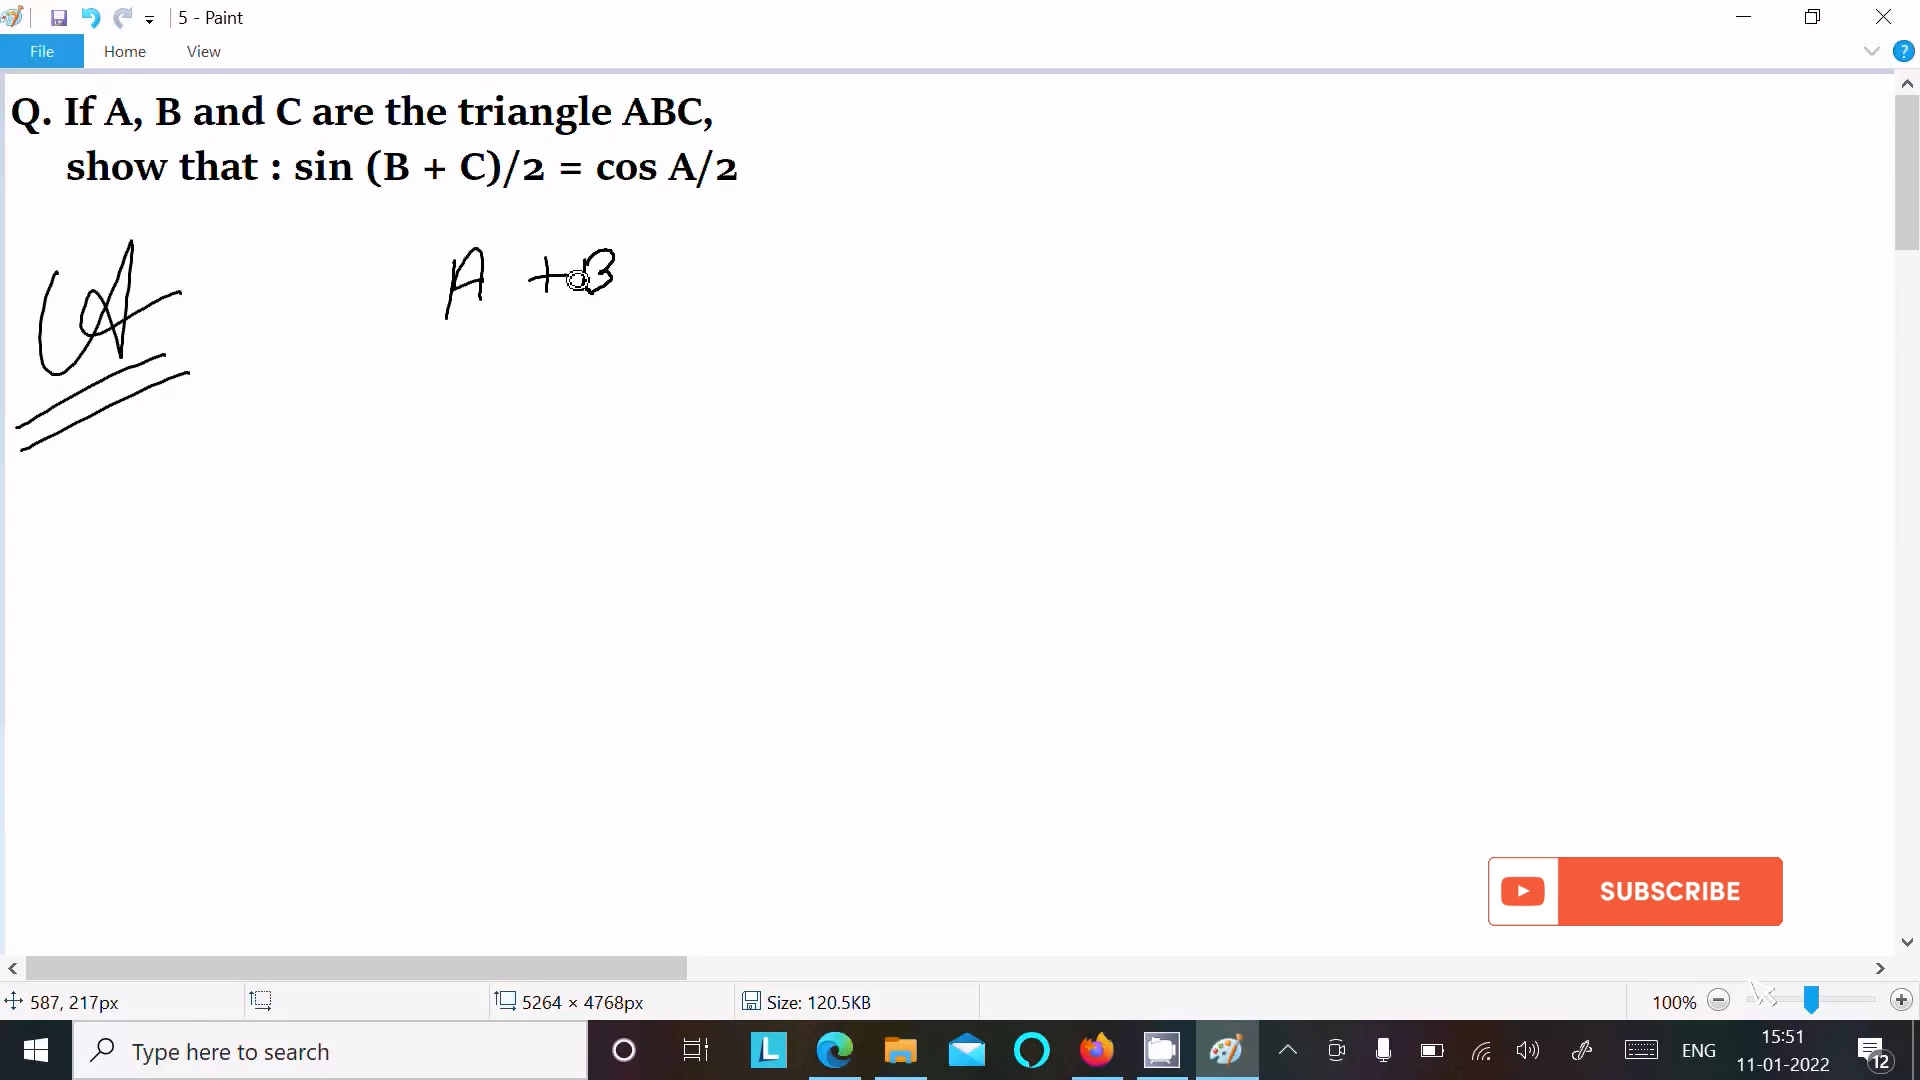 5 - Paint
File Home View
Q. If A, B and C are the triangle ABC,
show that : sin (B + C)/2 = cos A/2
A + B
SUBSCRIBE
587, 217px 5264 × 4768px Size: 120.5KB 100%
Type here to search L ENG 15:51
11-01-2022 12